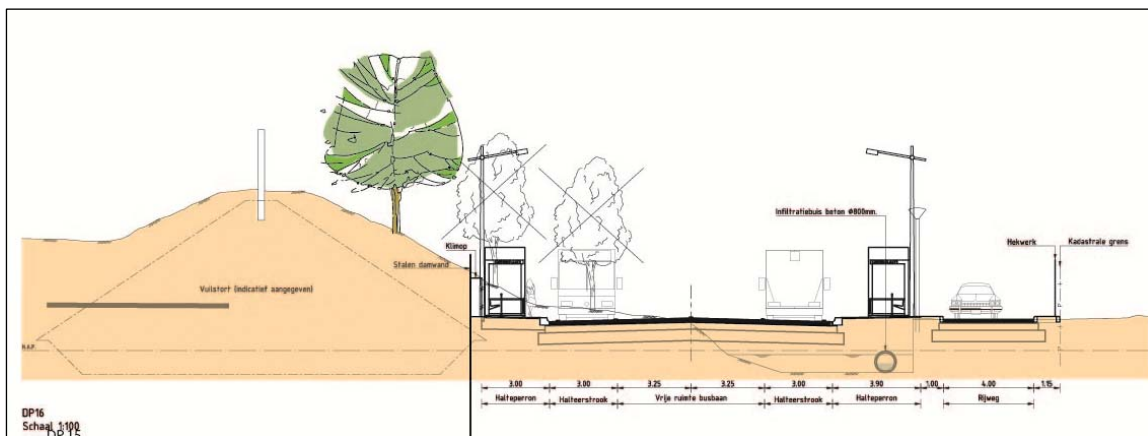 Infiltratiebuis beton Ø800mm.
Klimop
Hekwerk
Kadastrale grens
Stalen damwand
Vuilstort (indicatief aangegeven)
N.A.P.
3.00 3.00 3.25 3.25 3.00 3.90 1.00 4.00 1.15
Halteperron Halteerstrook Vrije ruimte busbaan Halteerstrook Halteperron Rijweg
DP16
Schaal 1:100
DP 15